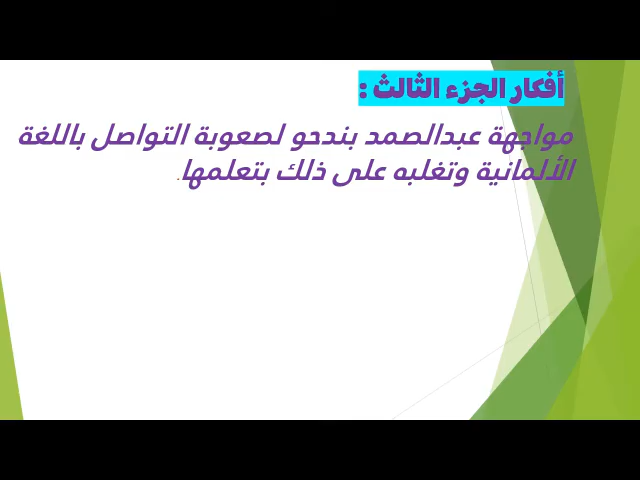 أفكار الجزء الثالث :
مواجهة عبدالصمد بندحو لصعوبة التواصل باللغة
الألمانية وتغلبه على ذلك بتعلمها.